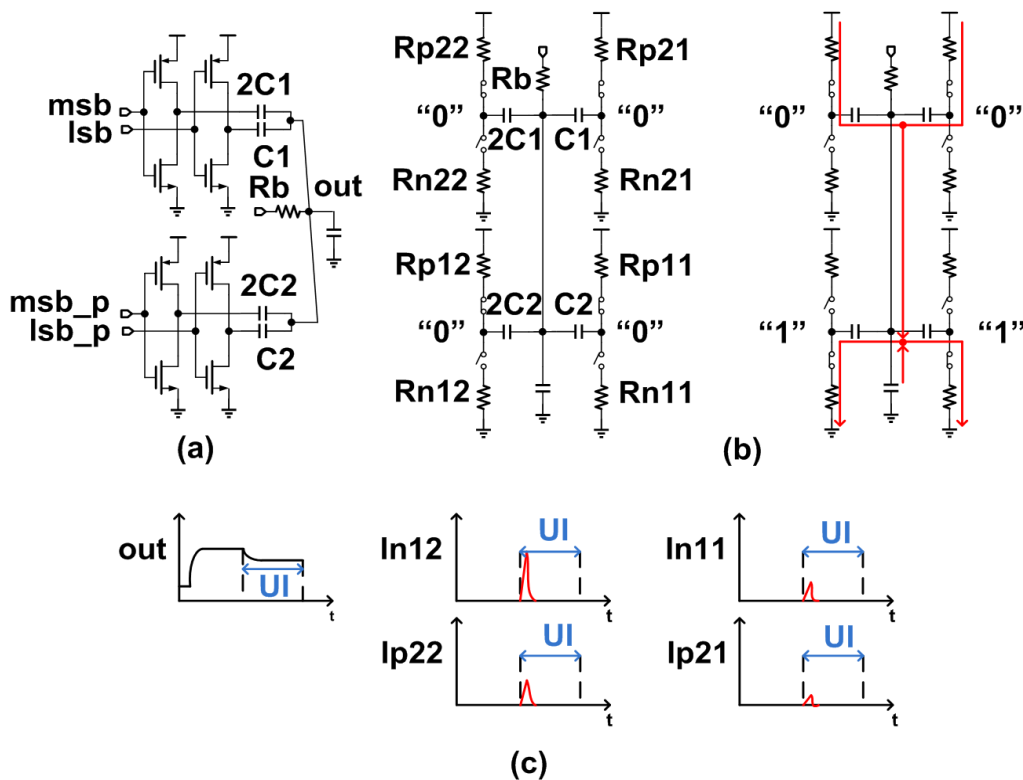 msb
lsb
2C1
C1
Rb
out
msb_p
lsb_p
2C2
C2
(a)
Rp22
Rp21
Rb
“0”
“0”
2C1
C1
Rn22
Rn21
Rp12
Rp11
2C2
C2
“0”
“0”
Rn12
Rn11
“0”
“0”
“1”
“1”
(b)
out
UI
t
In12
UI
t
In11
UI
t
Ip22
UI
t
Ip21
UI
t
(c)